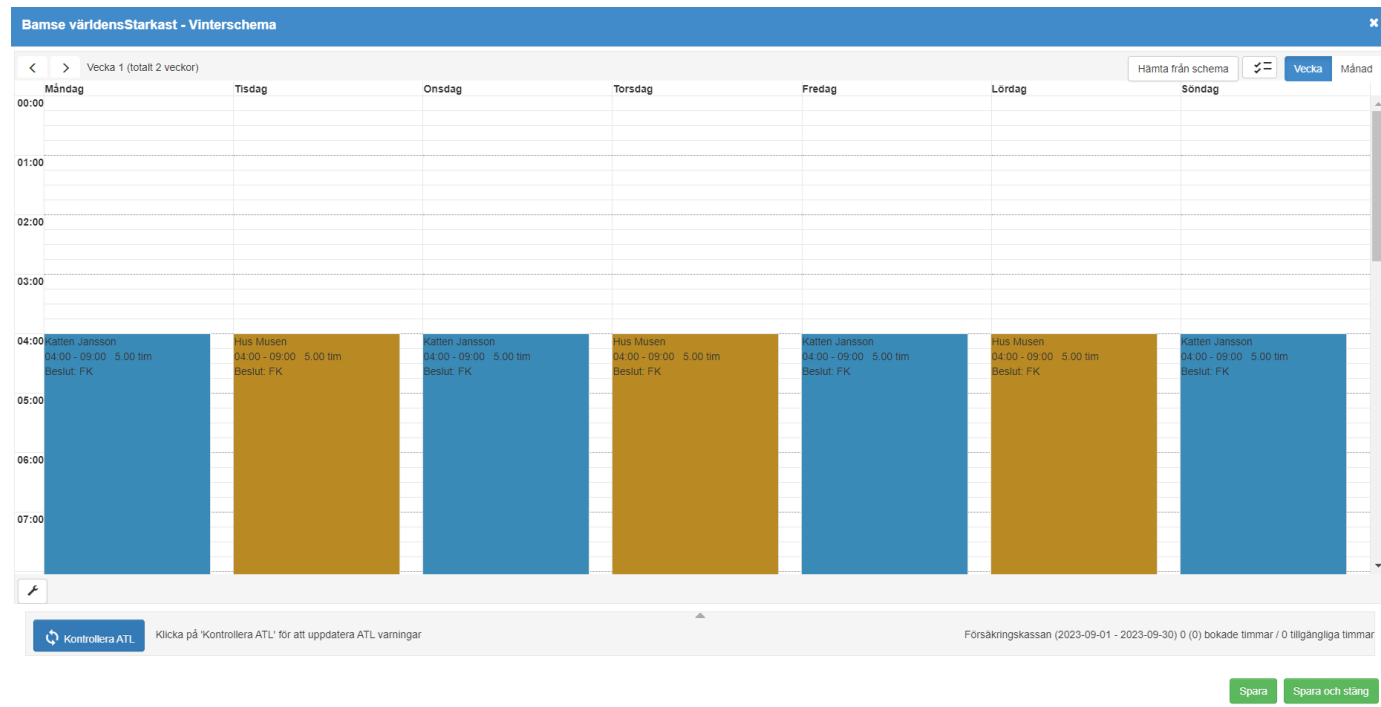 Bamse världensStarkast - Vinterschema
Vecka 1 (totalt 2 veckor)
Hämta från schema
Vecka
Månad
Måndag Tisdag Onsdag Torsdag Fredag Lördag Söndag
00:00
01:00
02:00
03:00
04:00
Katten Jansson
04:00 - 09:00 5.00 tim
Beslut: FK
Hus Musen
04:00 - 09:00 5.00 tim
Beslut: FK
Katten Jansson
04:00 - 09:00 5.00 tim
Beslut: FK
Hus Musen
04:00 - 09:00 5.00 tim
Beslut: FK
Katten Jansson
04:00 - 09:00 5.00 tim
Beslut: FK
Hus Musen
04:00 - 09:00 5.00 tim
Beslut: FK
Katten Jansson
04:00 - 09:00 5.00 tim
Beslut: FK
05:00
06:00
07:00
Kontrollera ATL
Klicka på 'Kontrollera ATL' för att uppdatera ATL varningar
Försäkringskassan (2023-09-01 - 2023-09-30) 0 (0) bokade timmar / 0 tillgängliga timmar
Spara
Spara och stäng